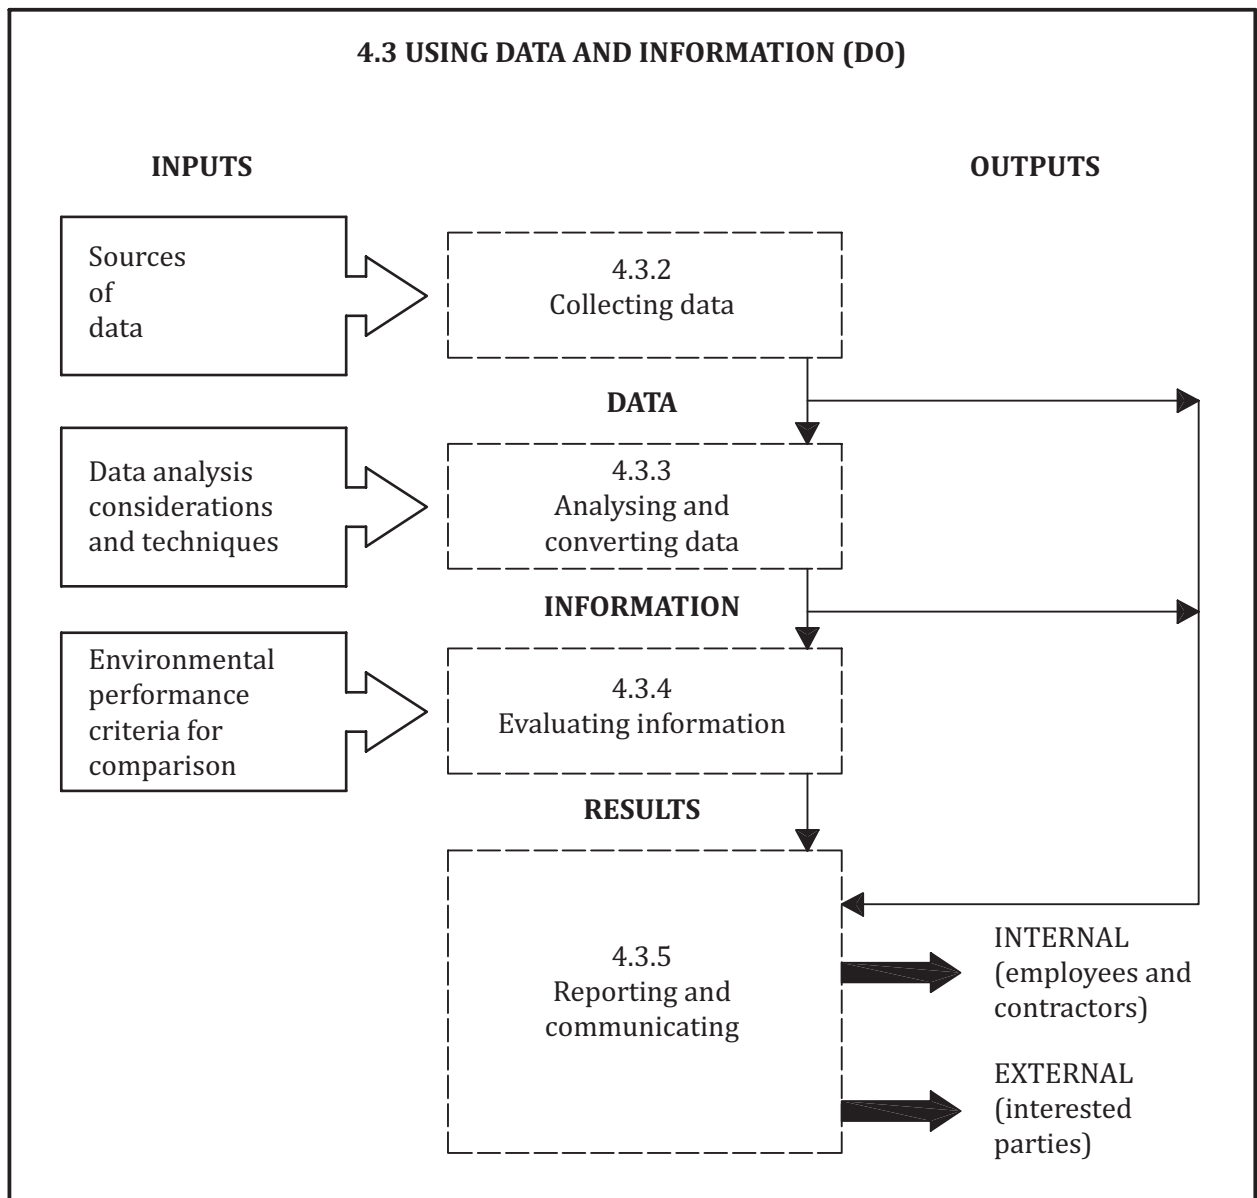 4.3 USING DATA AND INFORMATION (DO)
INPUTS
OUTPUTS
Sources
of
data
4.3.2
Collecting data
DATA
Data analysis
considerations
and techniques
4.3.3
Analysing and
converting data
INFORMATION
Environmental
performance
criteria for
comparison
4.3.4
Evaluating information
RESULTS
4.3.5
Reporting and
communicating
INTERNAL
(employees and
contractors)
EXTERNAL
(interested
parties)